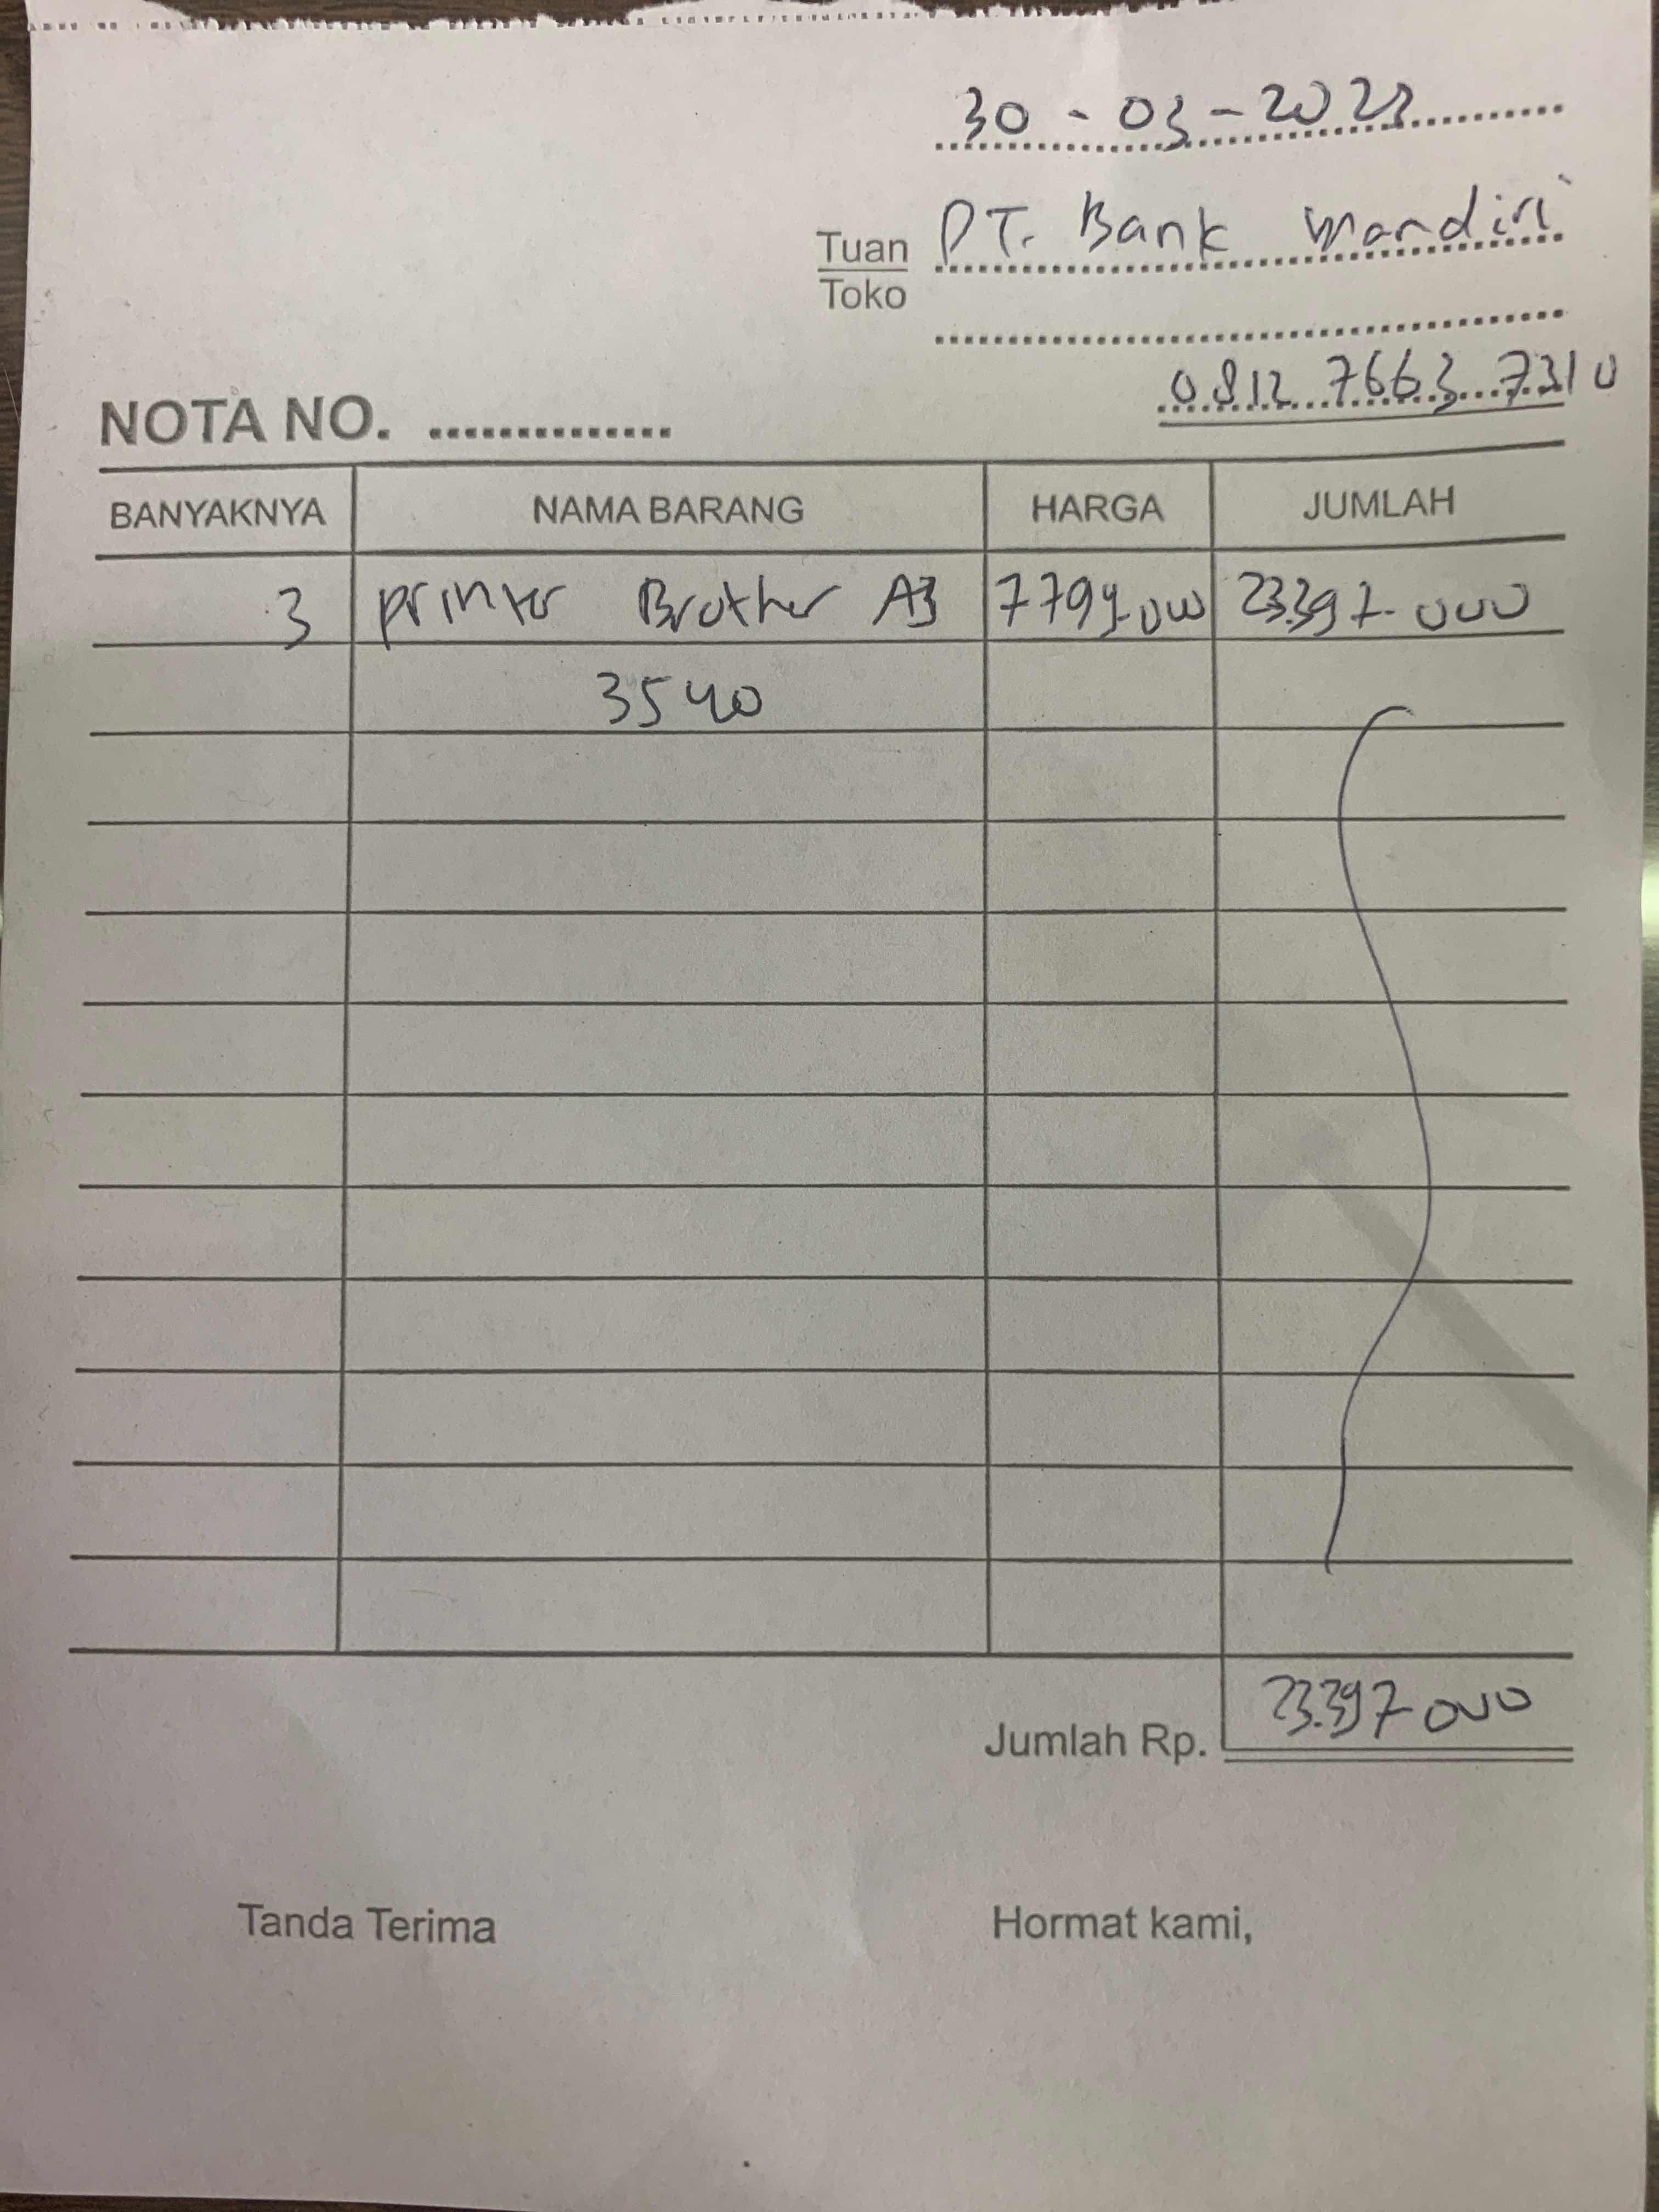 30 - 03 - 2023
Tuan PT. Bank Mandiri
Toko
0812 7663 7310
NOTA NO. ..............
BANYAKNYA NAMA BARANG HARGA JUMLAH
3 printer Brother A3 7799.000 23.397.000
3540
Jumlah Rp. 23.397.000
Tanda Terima Hormat kami,